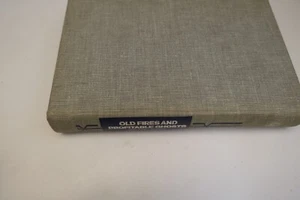 OLD FIRES AND
PROFITABLE GHOSTS